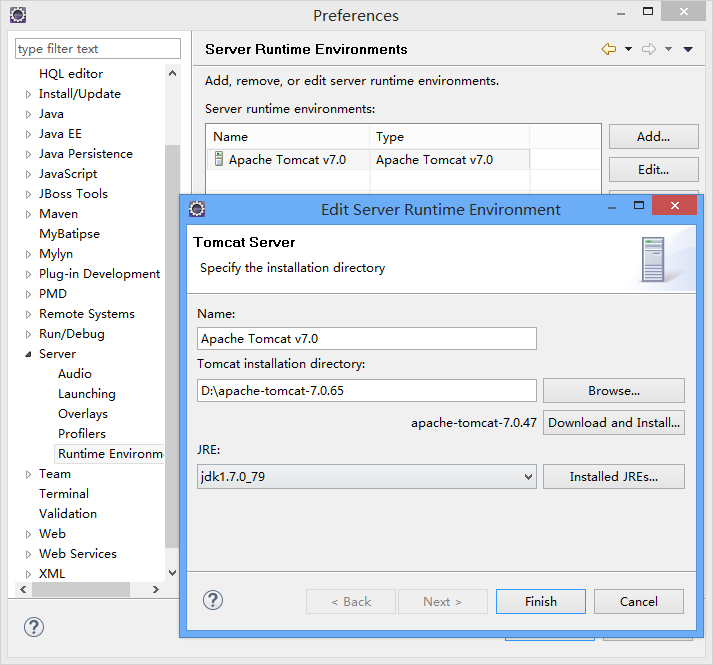 Preferences
type filter text
HQL editor
Install/Update
Java
Java EE
Java Persistence
JavaScript
JBoss Tools
Maven
MyBatipse
Mylyn
Plug-in Development
PMD
Remote Systems
Run/Debug
Server
Audio
Launching
Overlays
Profilers
Runtime Environm
Team
Terminal
Validation
Web
Web Services
XML
Server Runtime Environments
Add, remove, or edit server runtime environments.
Server runtime environments:
Name Type
Apache Tomcat v7.0 Apache Tomcat v7.0
Add...
Edit...
Edit Server Runtime Environment
Tomcat Server
Specify the installation directory
Name:
Apache Tomcat v7.0
Tomcat installation directory:
D:\apache-tomcat-7.0.65 Browse...
apache-tomcat-7.0.47 Download and Install...
JRE:
jdk1.7.0_79 Installed JREs...
< Back Next > Finish Cancel